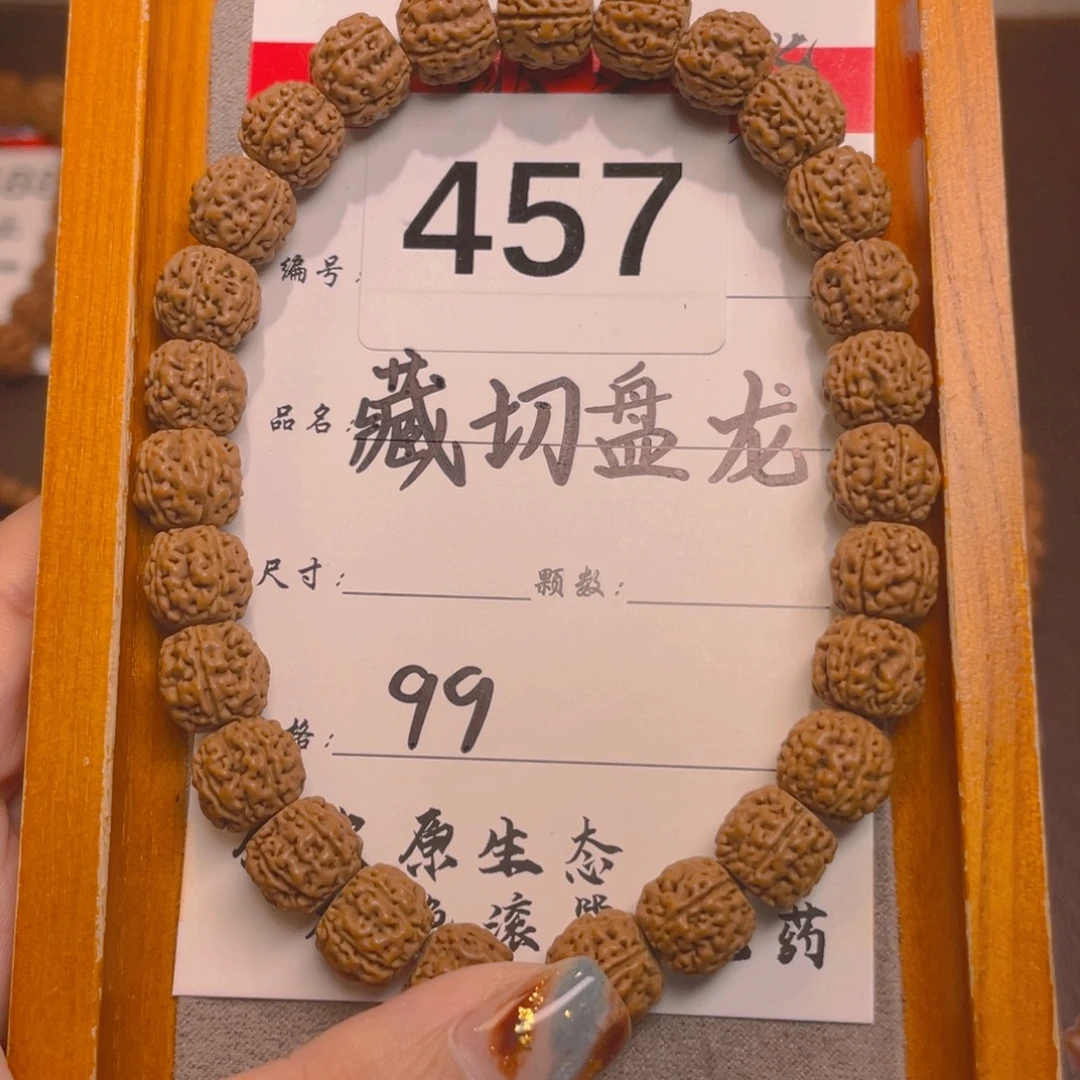 457
编号:
品名: 藏切盘龙
尺寸: 颗数:
格: 99
原生态
滚 药